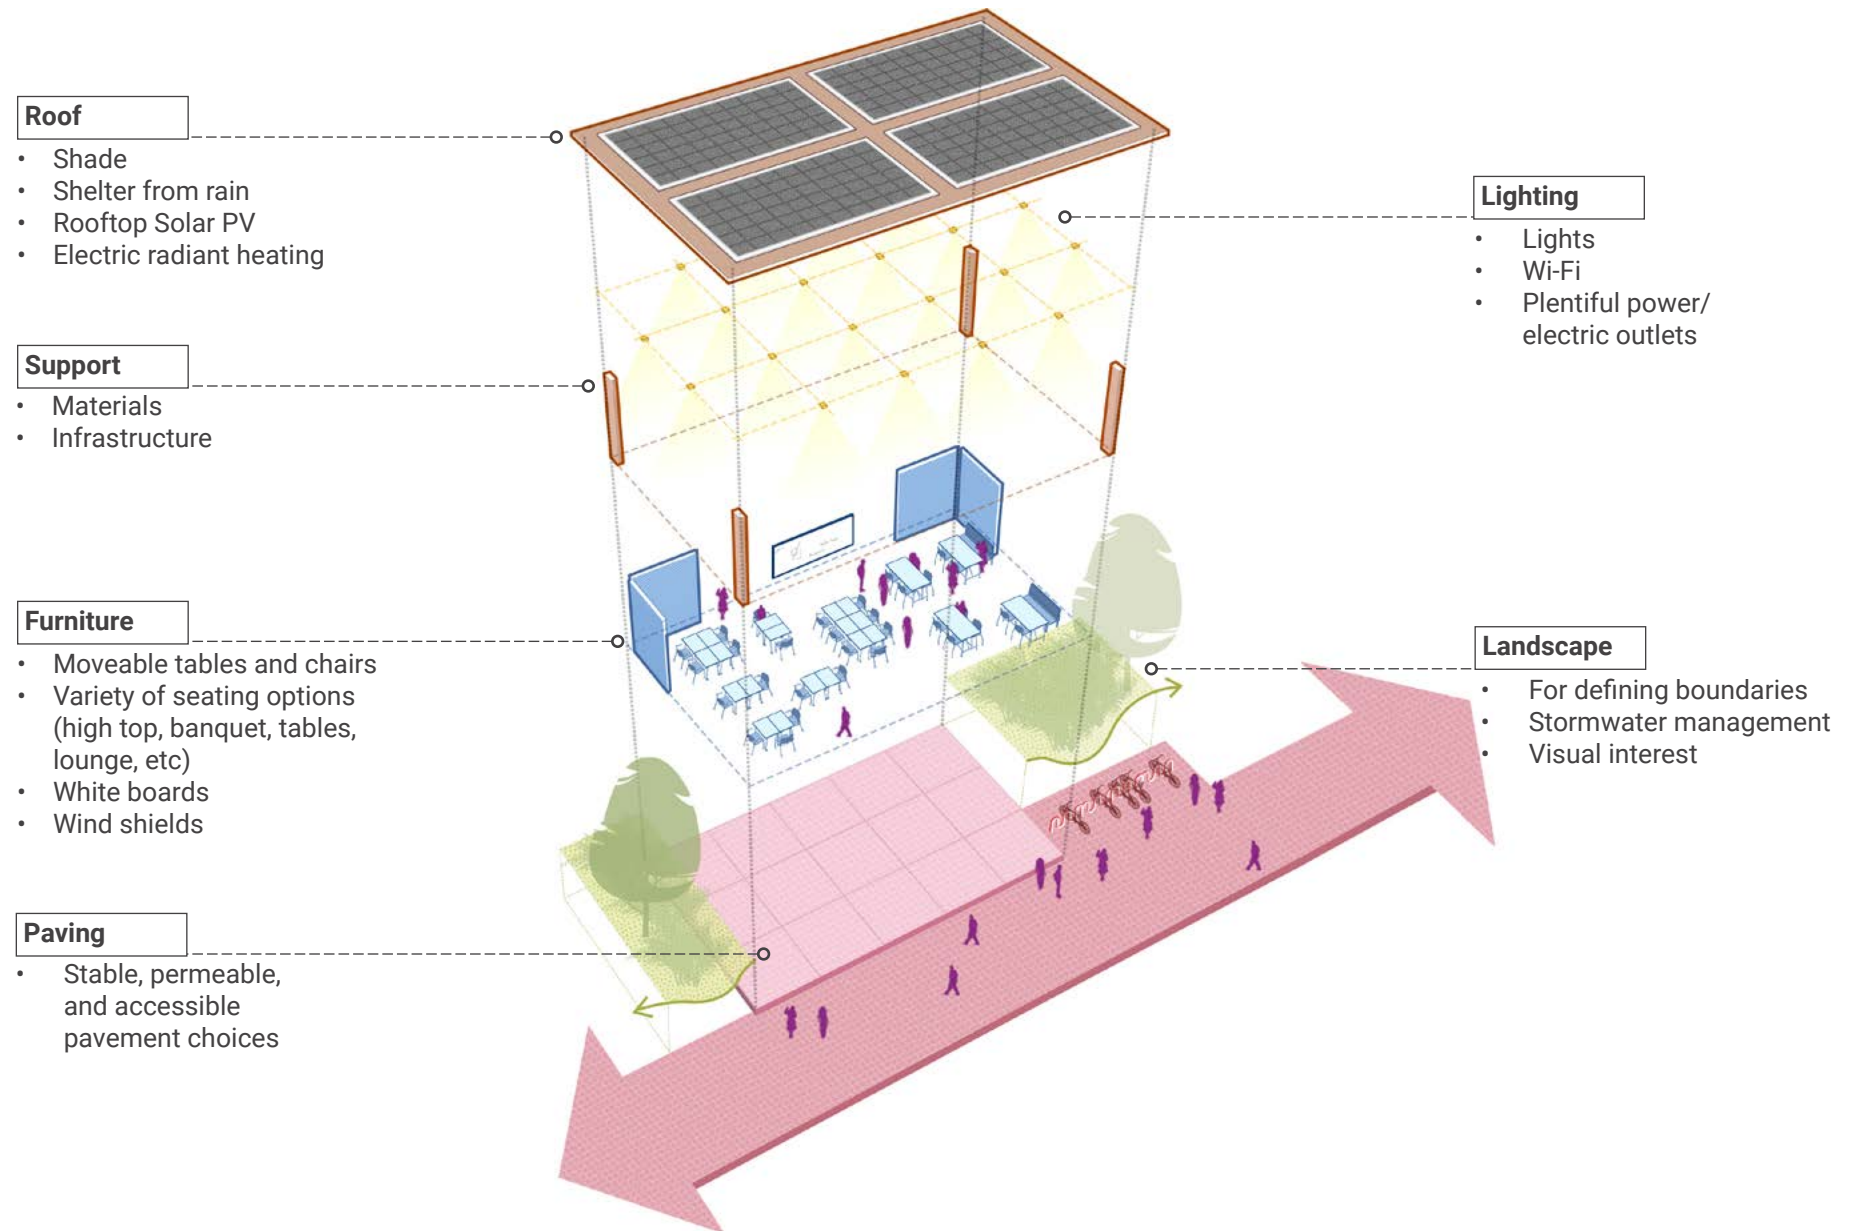 Roof
• Shade
• Shelter from rain
• Rooftop Solar PV
• Electric radiant heating
Support
• Materials
• Infrastructure
Furniture
• Moveable tables and chairs
• Variety of seating options
(high top, banquet, tables,
lounge, etc)
• White boards
• Wind shields
Paving
• Stable, permeable,
and accessible
pavement choices
Lighting
• Lights
• Wi-Fi
• Plentiful power/
electric outlets
Landscape
• For defining boundaries
• Stormwater management
• Visual interest